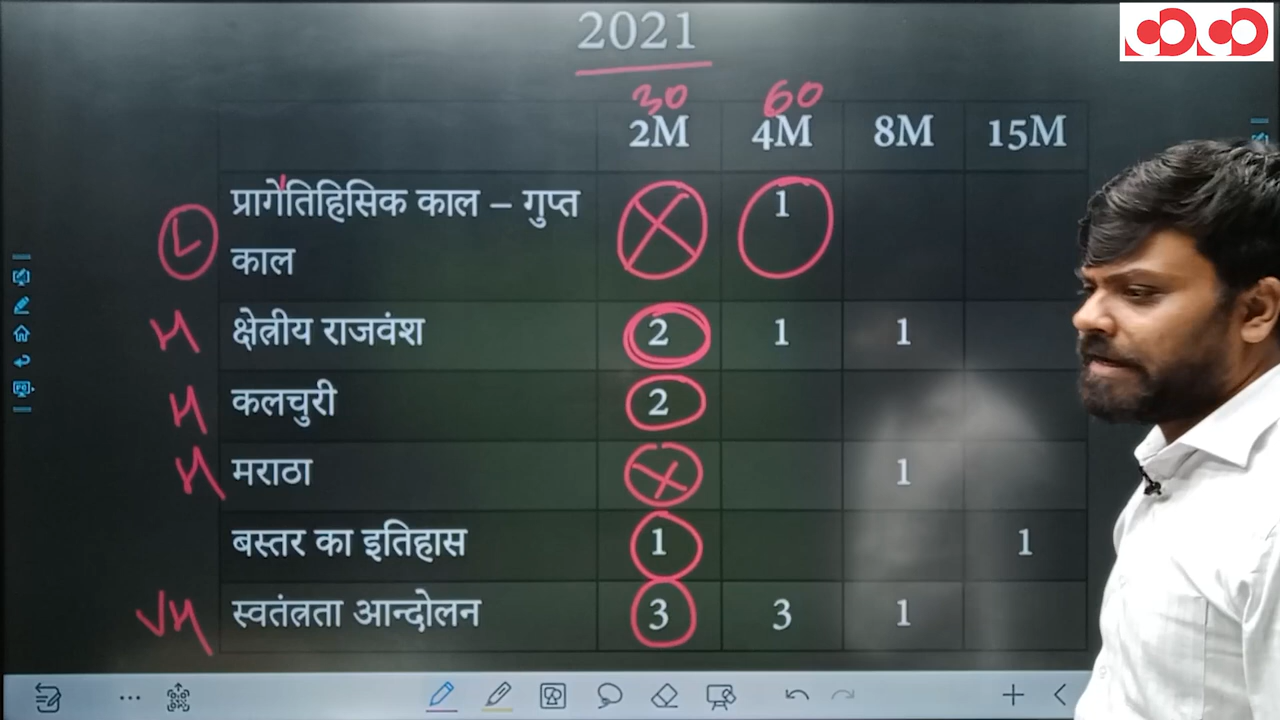 2021
30 60
2M 4M 8M 15M
प्रागेतिहिसिक काल – गुप्त
काल
1
L
M क्षेत्रीय राजवंश 2 1 1
M कलचुरी 2
M मराठा 1
बस्तर का इतिहास 1 1
VM स्वतंत्रता आन्दोलन 3 3 1